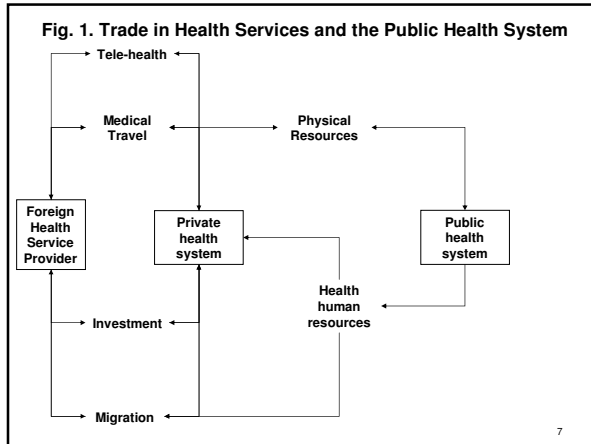 Fig. 1. Trade in Health Services and the Public Health System
Tele-health
Medical
Travel
Physical
Resources
Foreign
Health
Service
Provider
Private
health
system
Public
health
system
Health
human
resources
Investment
Migration
7